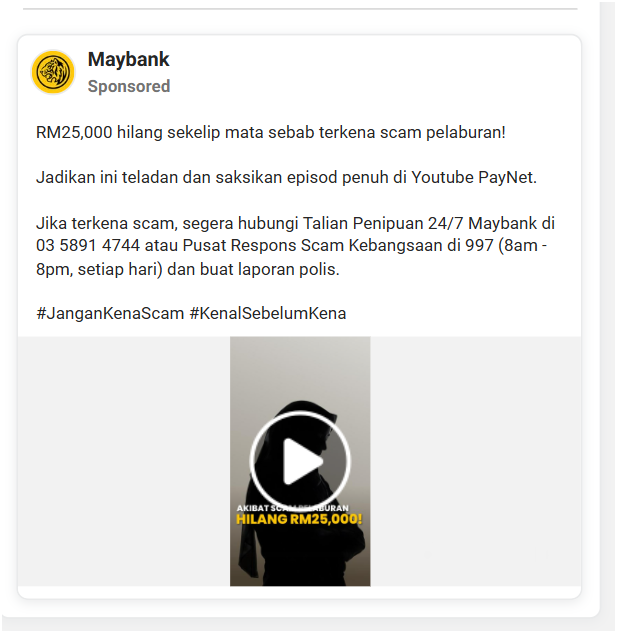 Maybank
Sponsored
RM25,000 hilang sekelip mata sebab terkena scam pelaburan!
Jadikan ini teladan dan saksikan episod penuh di Youtube PayNet.
Jika terkena scam, segera hubungi Talian Penipuan 24/7 Maybank di
03 5891 4744 atau Pusat Respons Scam Kebangsaan di 997 (8am -
8pm, setiap hari) dan buat laporan polis.
#JanganKenaScam #KenalSebelumKena
AKIBAT SCAM PELABURAN
HILANG RM25,000!